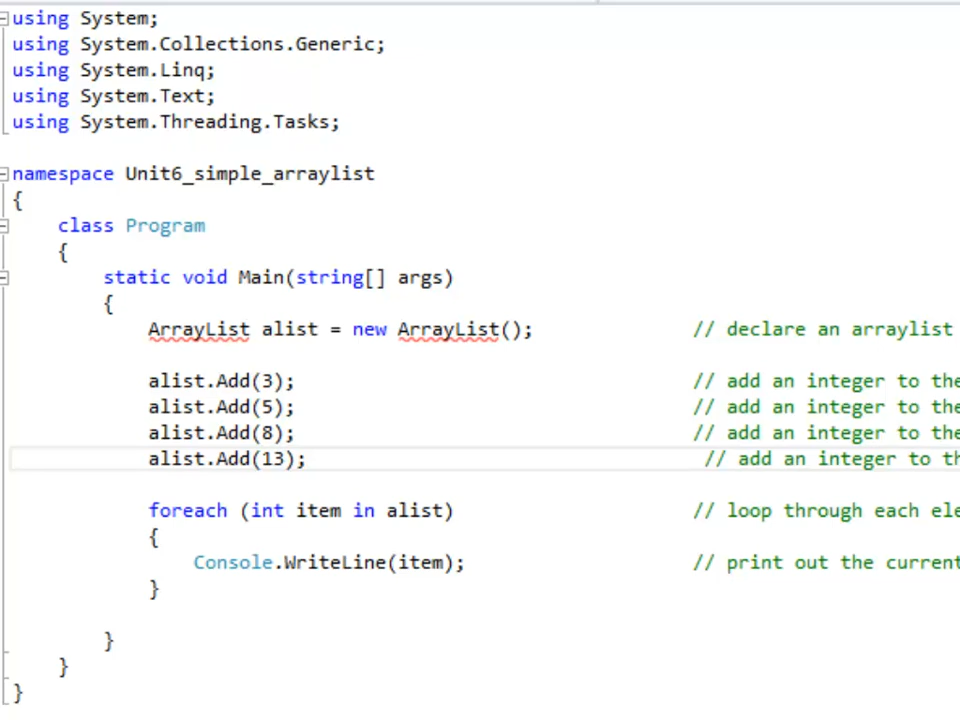 using System;
using System.Collections.Generic;
using System.Linq;
using System.Text;
using System.Threading.Tasks;
namespace Unit6_simple_arraylist
{
class Program
{
static void Main(string[] args)
{
ArrayList alist = new ArrayList(); // declare an arraylist
alist.Add(3); // add an integer to the
alist.Add(5); // add an integer to the
alist.Add(8); // add an integer to the
alist.Add(13); // add an integer to th
foreach (int item in alist) // loop through each ele
{
Console.WriteLine(item); // print out the current
}
}
}
}